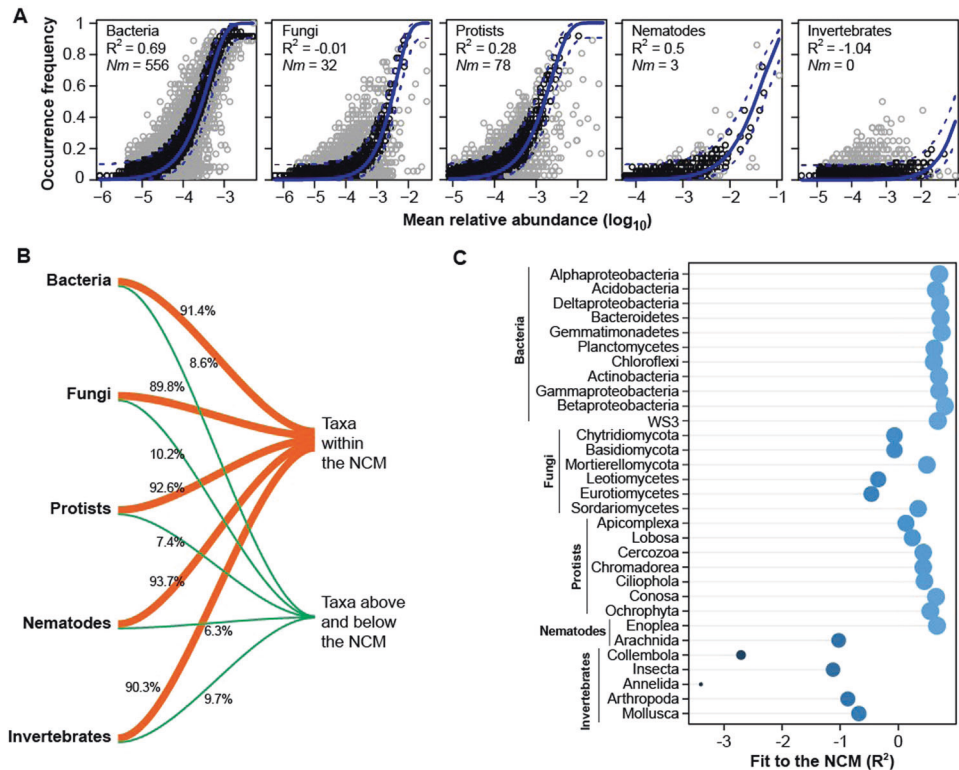 A
Bacteria
R² = 0.69
Nm = 556
Fungi
R² = -0.01
Nm = 32
Protists
R² = 0.28
Nm = 78
Nematodes
R² = 0.5
Nm = 3
Invertebrates
R² = -1.04
Nm = 0
Occurrence frequency
1
0.8
0.6
0.4
0.2
0
-6 -5 -4 -3
-5 -4 -3 -2 -1
-5 -4 -3 -2 -1
-4 -3 -2 -1
-5 -4 -3 -2 -1
Mean relative abundance (log₁₀)
B
Bacteria
Fungi
Protists
Nematodes
Invertebrates
91.4%
8.6%
89.8%
10.2%
92.6%
7.4%
93.7%
6.3%
90.3%
9.7%
Taxa
within
the NCM
Taxa above
and below
the NCM
C
Bacteria
Alphaproteobacteria
Acidobacteria
Deltaproteobacteria
Bacteroidetes
Gemmatimonadetes
Planctomycetes
Chloroflexi
Actinobacteria
Gammaproteobacteria
Betaproteobacteria
WS3
Fungi
Chytridiomycota
Basidiomycota
Mortierellomycota
Leotiomycetes
Eurotiomycetes
Sordariomycetes
Protists
Apicomplexa
Lobosa
Cercozoa
Chromadorea
Ciliophola
Conosa
Ochrophyta
Nematodes
Enoplea
Arachnida
Invertebrates
Collembola
Insecta
Annelida
Arthropoda
Mollusca
-3 -2 -1 0
Fit to the NCM (R²)